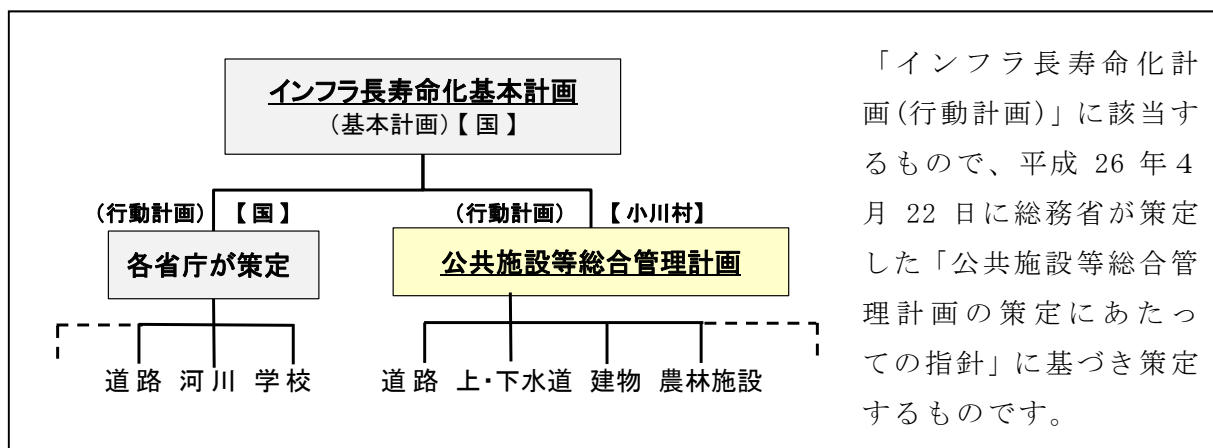 インフラ長寿命化基本計画
(基本計画)【国】
(行動計画) 【国】
各省庁が策定
道路 河川 学校
(行動計画) 【小川村】
公共施設等総合管理計画
道路 上・下水道 建物 農林施設
「インフラ長寿命化計
画(行動計画)」に該当す
るもので、平成 26 年4
月 22 日に総務省が策定
した「公共施設等総合管
理計画の策定にあたっ
ての指針」に基づき策定
するものです。